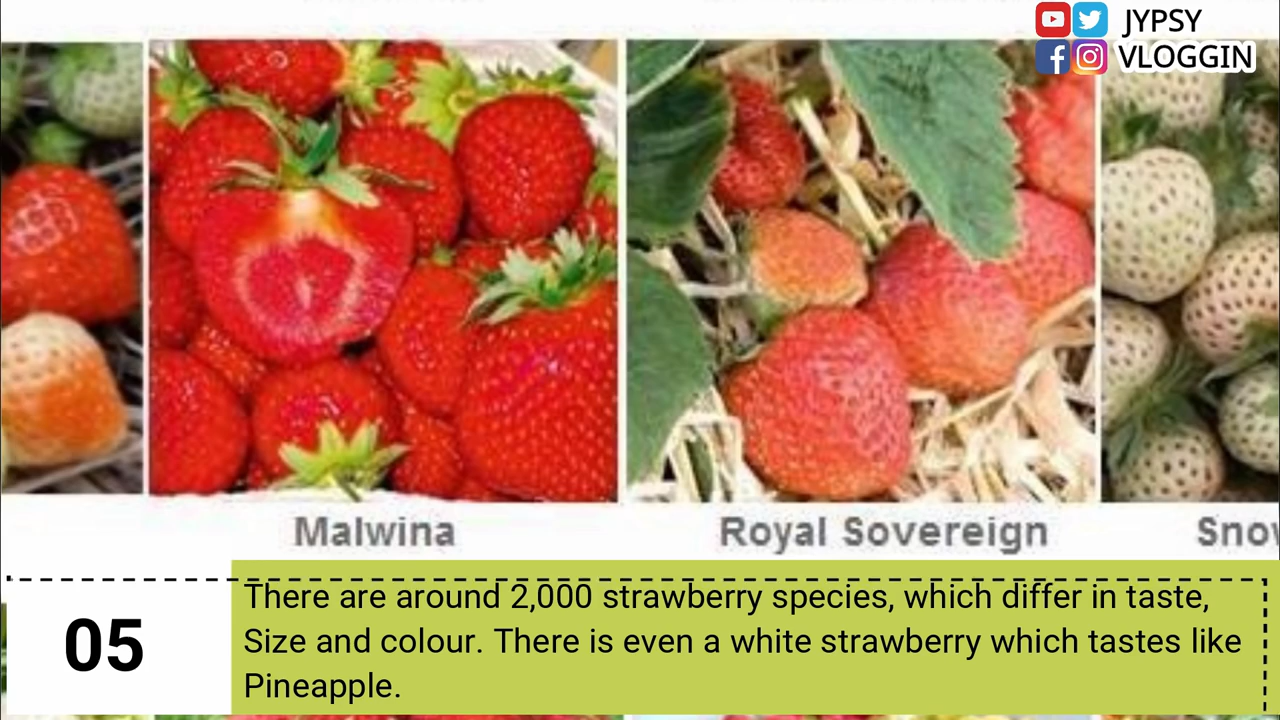 JYPSY
VLOGGIN
Malwina
Royal Sovereign
05
There are around 2,000 strawberry species, which differ in taste,
Size and colour. There is even a white strawberry which tastes like
Pineapple.